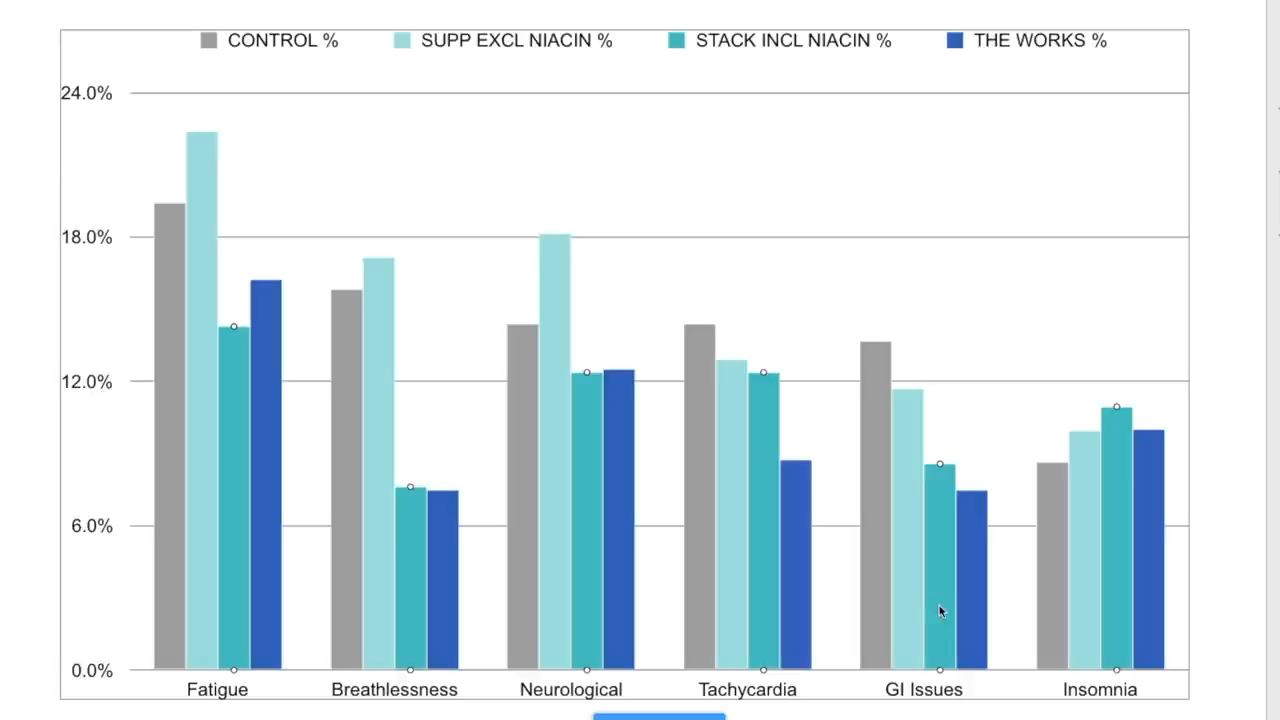 CONTROL % SUPP EXCL NIACIN % STACK INCL NIACIN % THE WORKS %
24.0%
18.0%
12.0%
6.0%
0.0%
Fatigue Breathlessness Neurological Tachycardia GI Issues Insomnia